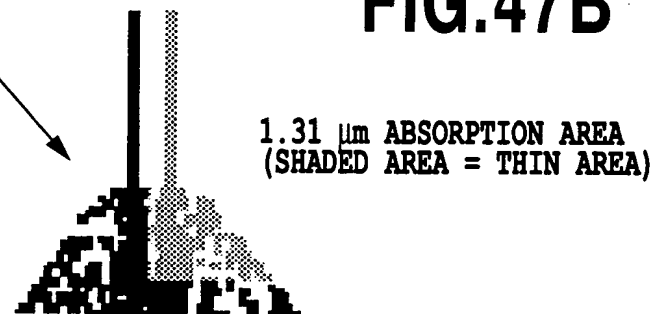 FIG.47B
1.31 µm ABSORPTION AREA
(SHADED AREA = THIN AREA)